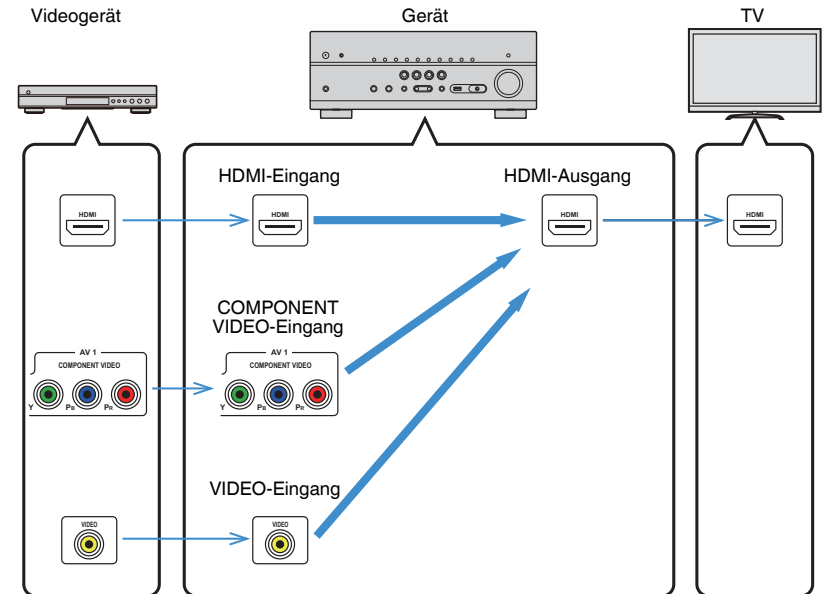 Videogerät
Gerät
TV
HDMI-Eingang
HDMI-Ausgang
HDMI
HDMI
HDMI
HDMI
COMPONENT
VIDEO-Eingang
AV 1
COMPONENT VIDEO
Y PB PR
AV 1
COMPONENT VIDEO
Y PB PR
VIDEO-Eingang
VIDEO
VIDEO